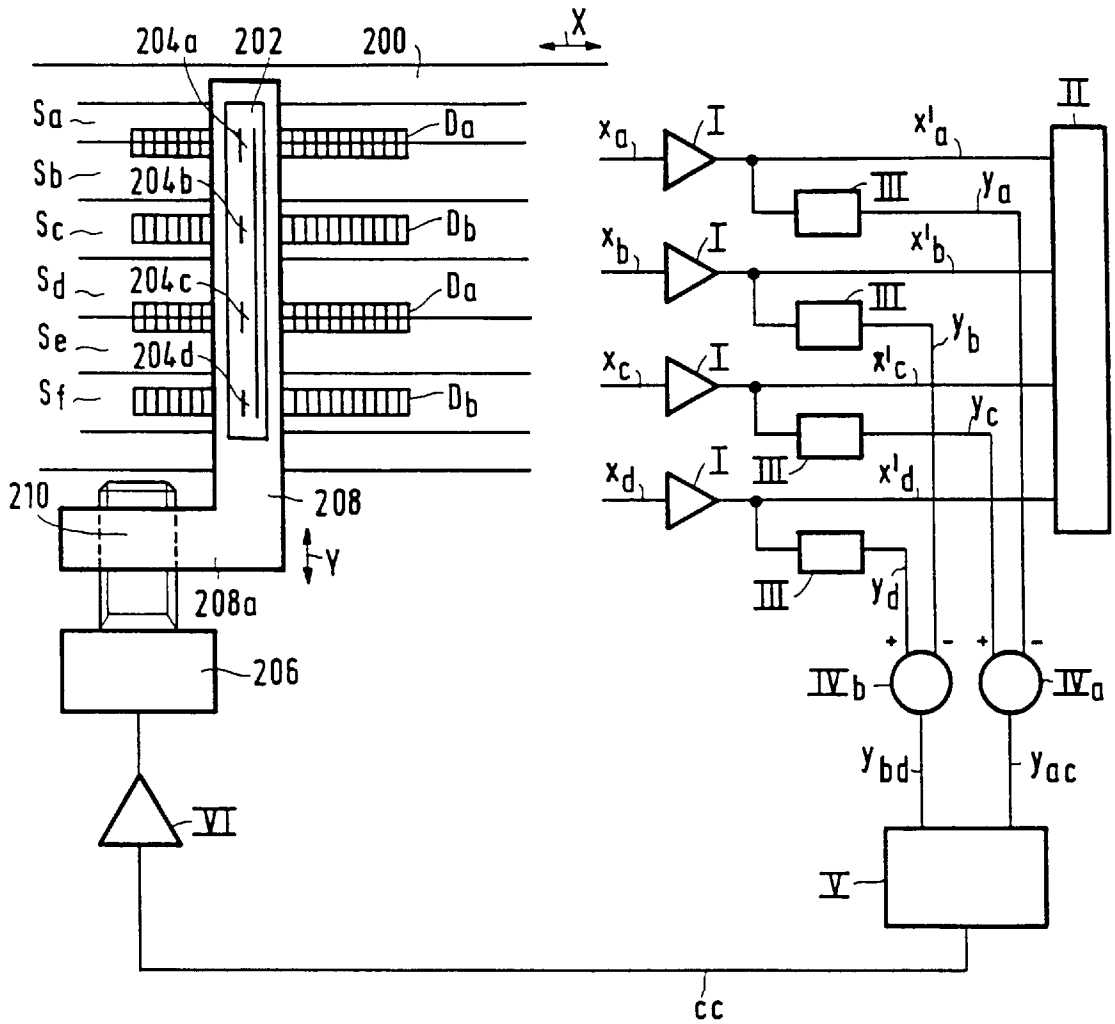 204a 202 200 X
Sa Da
Sb 204b
Sc Db
Sd 204c Da
Se 204d
Sf Db
210 208
Y
208a
206
VI
cc
xa I x'a II
III ya
xb I x'b
III yb
xc I x'c
III yc
xd I x'd
III yd
+ - + -
IVb IVa
ybd yac
V